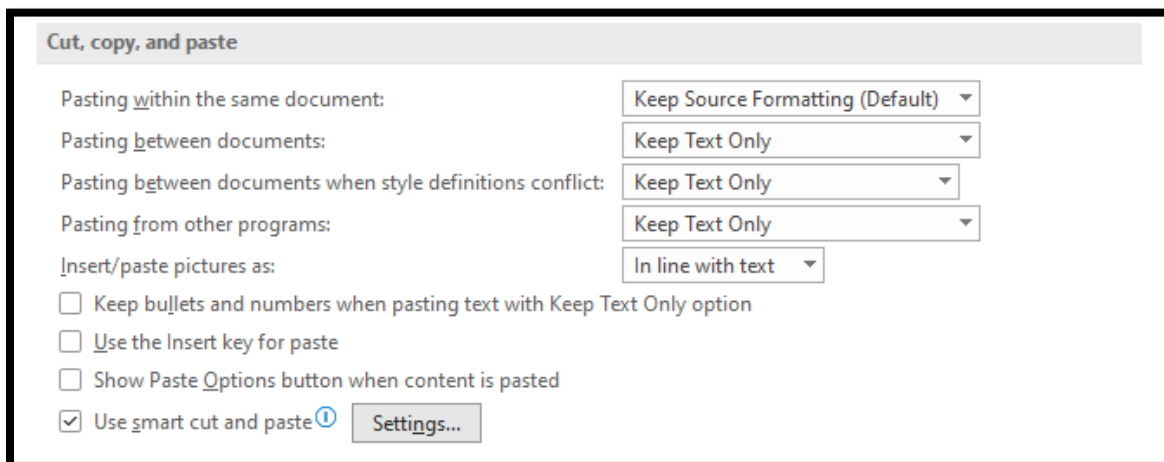 Cut, copy, and paste
Pasting within the same document: Keep Source Formatting (Default)
Pasting between documents: Keep Text Only
Pasting between documents when style definitions conflict: Keep Text Only
Pasting from other programs: Keep Text Only
Insert/paste pictures as: In line with text
Keep bullets and numbers when pasting text with Keep Text Only option
Use the Insert key for paste
Show Paste Options button when content is pasted
Use smart cut and paste Settings...